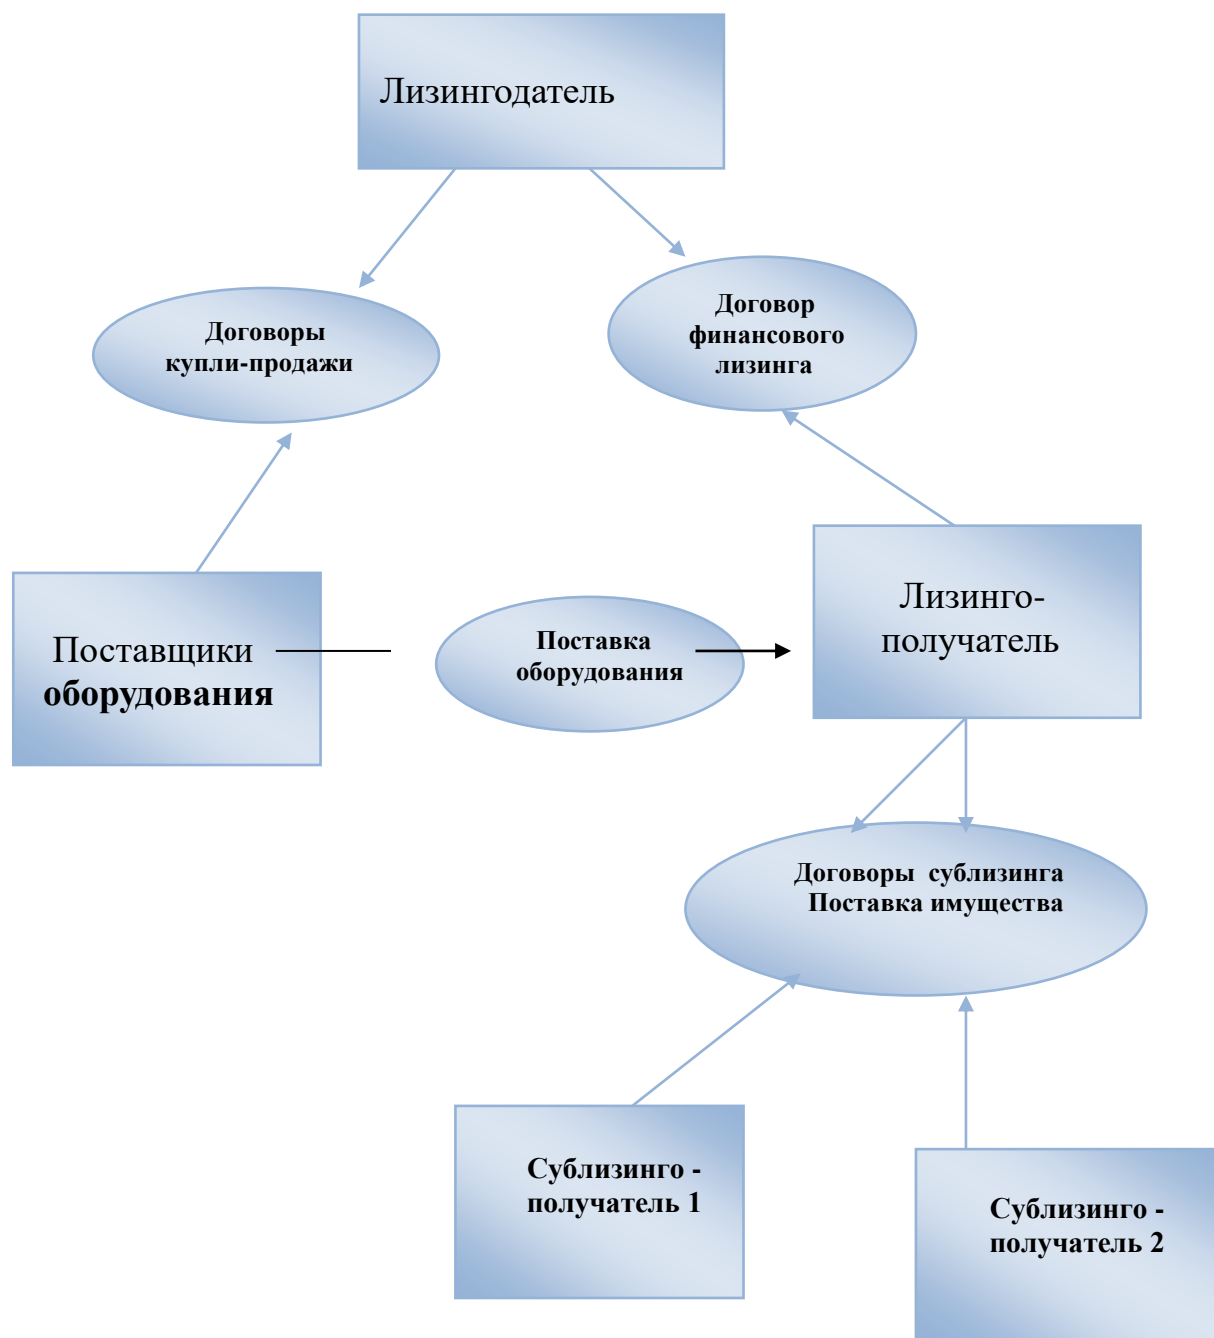 Лизингодатель
Договор
финансового
лизинга
Договоры
купли-продажи
Лизинго-
получатель
Поставщики
оборудования
Поставка
оборудования
Договоры  сублизинга
Поставка имущества
Сублизинго -
получатель 1
Сублизинго -
получатель 2